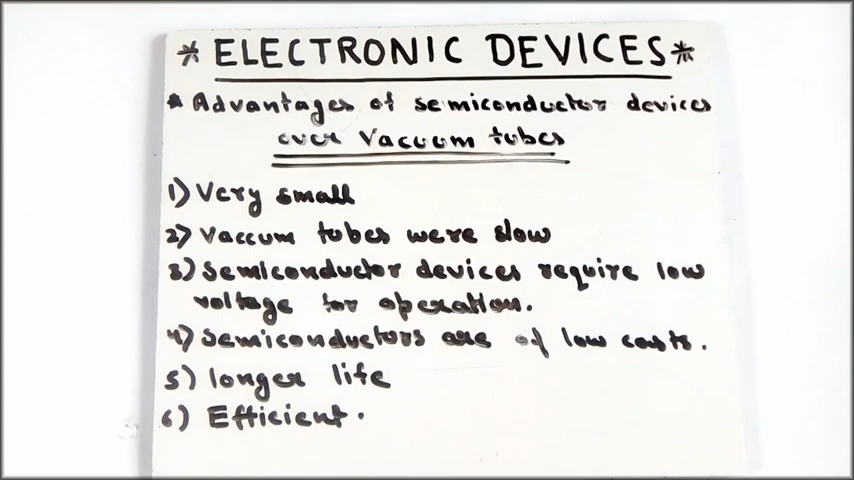 * ELECTRONIC DEVICES *
* Advantages of semiconductor devices
over Vacuum tubes
1) Very small
2) Vaccum tubes were slow
3) Semiconductor devices require low
voltage for operation.
4) Semiconductors are of low costs.
5) longer life
6) Efficient.